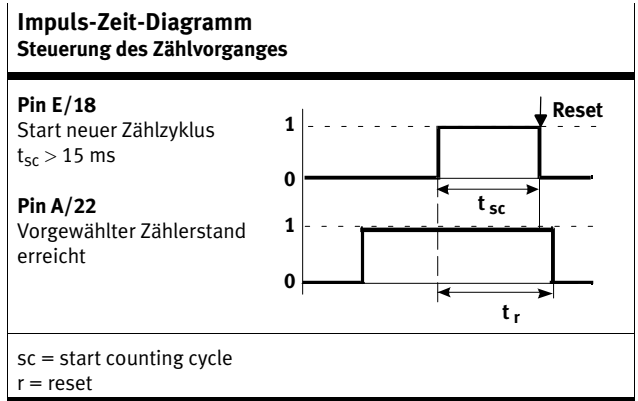 Impuls-Zeit-Diagramm
Steuerung des Zählvorganges
Pin E/18
Start neuer Zählzyklus
tsc > 15 ms
Reset
1
0
t sc
Pin A/22
Vorgewählter Zählerstand
erreicht
1
0
t r
sc = start counting cycle
r = reset